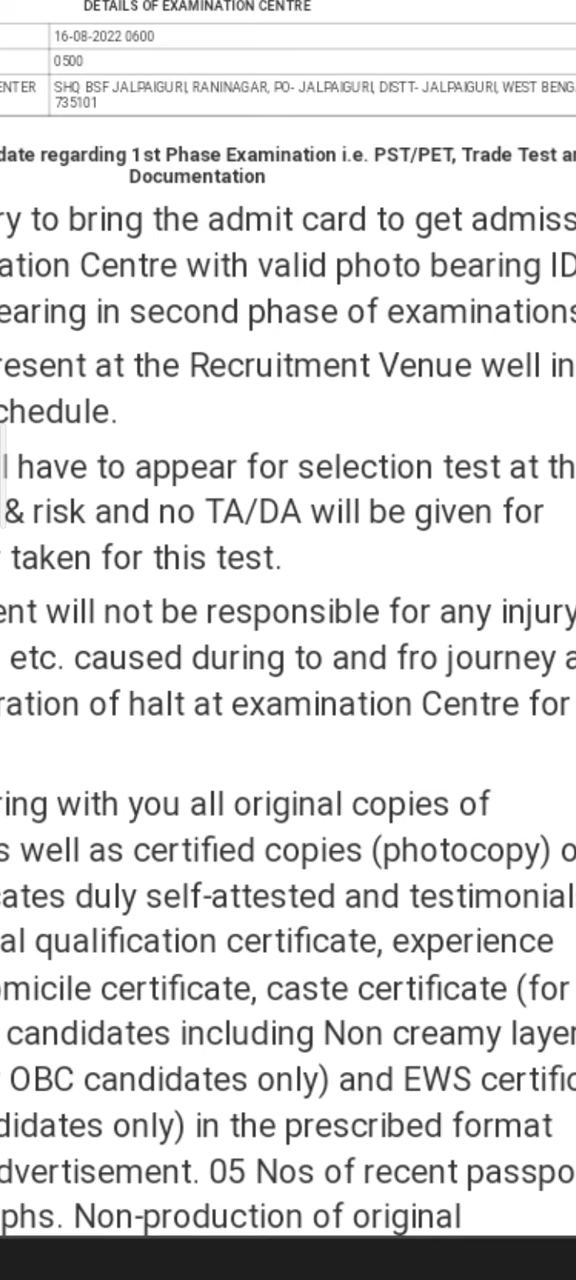 DETAILS OF EXAMINATION CENTRE
16-08-2022 0600
0500
ENTER SHQ BSF JALPAIGURI, RANINAGAR, PO- JALPAIGURI, DISTT- JALPAIGURI, WEST BENG
735101
date regarding 1st Phase Examination i.e. PST/PET, Trade Test an
Documentation
ry to bring the admit card to get admiss
ation Centre with valid photo bearing ID
earing in second phase of examinations
resent at the Recruitment Venue well in
chedule.
l have to appear for selection test at th
& risk and no TA/DA will be given for
r taken for this test.
ent will not be responsible for any injury
etc. caused during to and fro journey a
ration of halt at examination Centre for
ring with you all original copies of
s well as certified copies (photocopy) o
cates duly self-attested and testimonial
al qualification certificate, experience
omicile certificate, caste certificate (for
candidates including Non creamy layer
r OBC candidates only) and EWS certific
didates only) in the prescribed format
dvertisement. 05 Nos of recent passpo
phs. Non-production of original